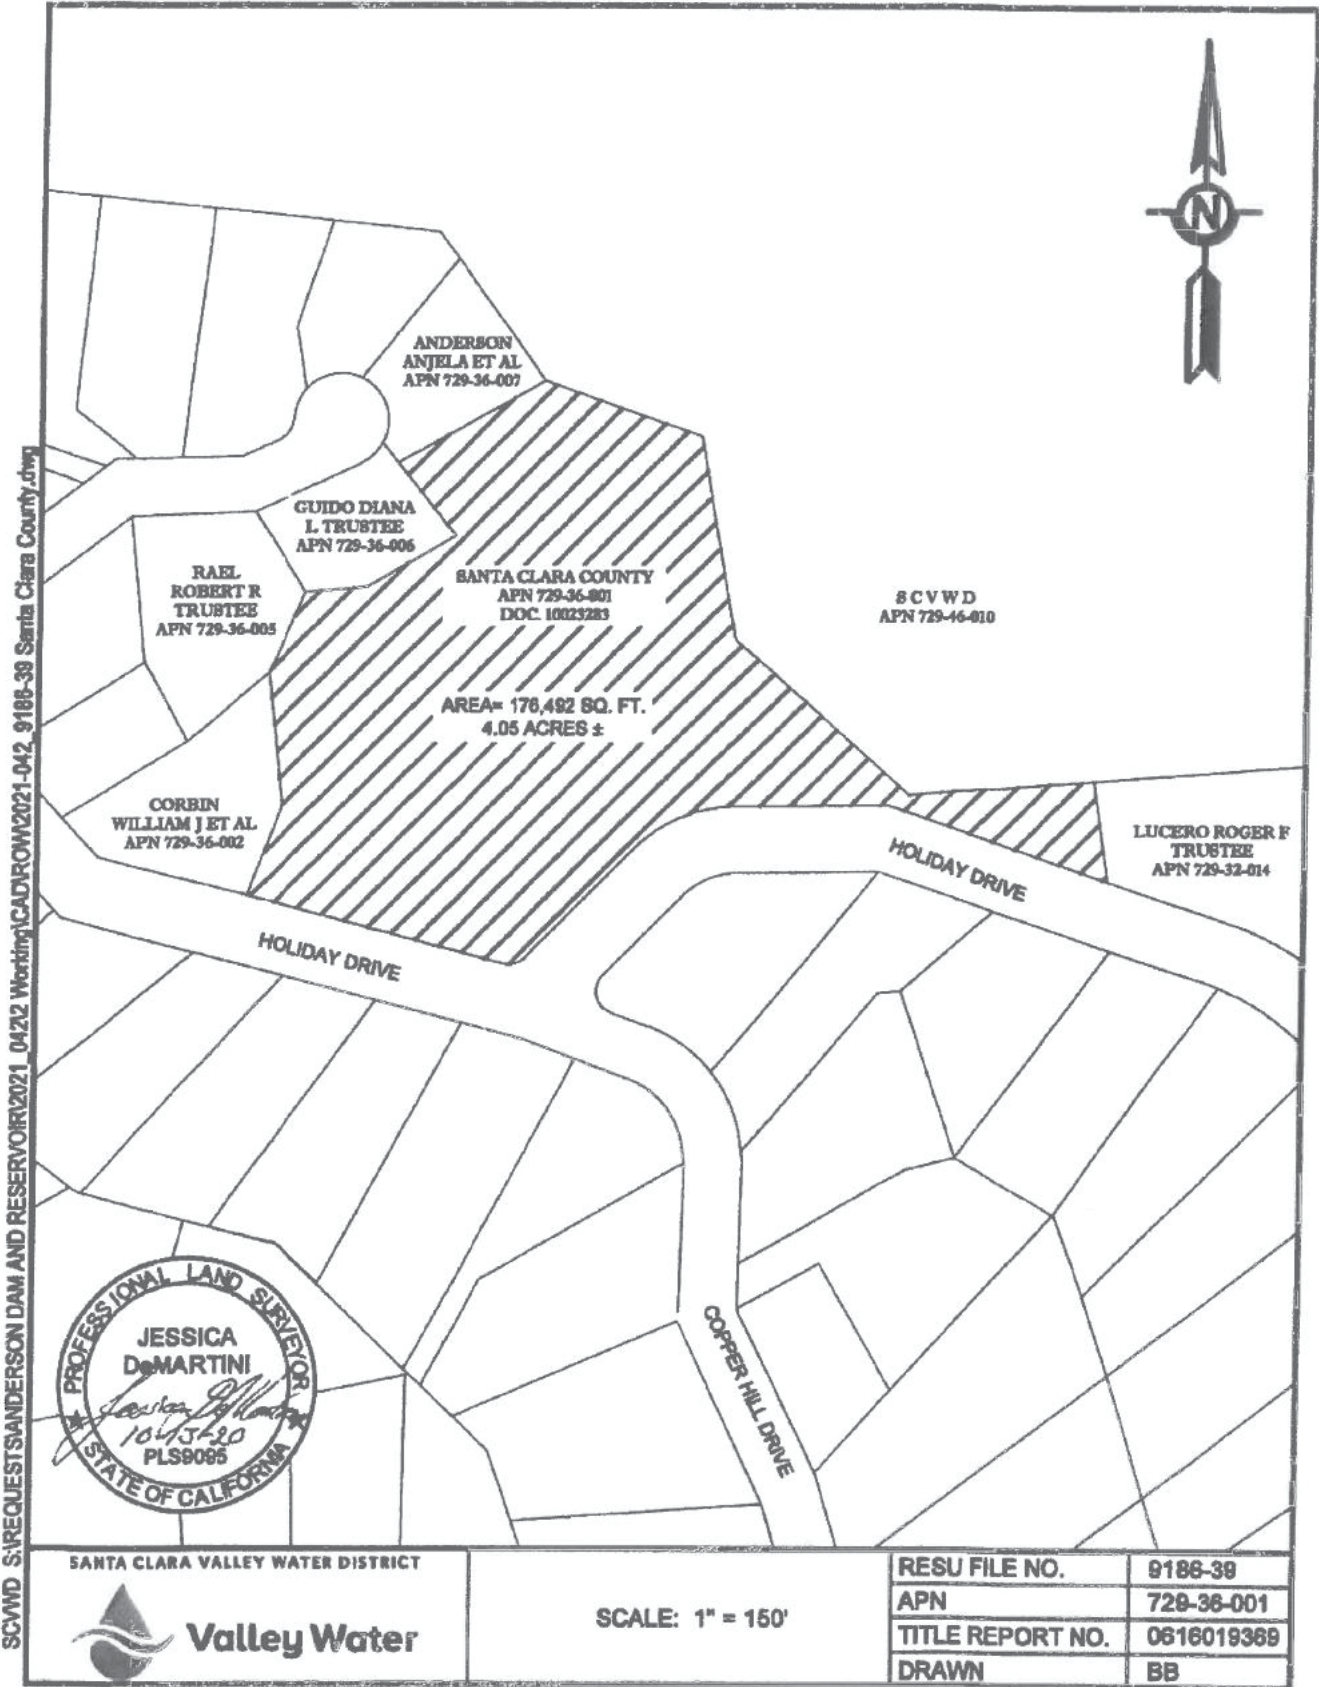 N
ANDERSON
ANJELA ET AL
APN 729-36-007
GUIDO DIANA
L TRUSTEE
APN 729-36-006
RAEL
ROBERT R
TRUSTEE
APN 729-36-005
SANTA CLARA COUNTY
APN 729-36-001
DOC. 10023283
SCVWD
APN 729-46-010
AREA= 176,492 SQ. FT.
4.05 ACRES ±
CORBIN
WILLIAM J ET AL
APN 729-36-002
LUCERO ROGER F
TRUSTEE
APN 729-32-014
HOLIDAY DRIVE
HOLIDAY DRIVE
COPPER HILL DRIVE
PROFESSIONAL LAND SURVEYOR
JESSICA
DeMARTINI
PLS9095
STATE OF CALIFORNIA
SCVWD S:\REQUESTS\ANDERSON DAM AND RESERVOIR\2021_042\2 Working\CAD\ROW\2021-042_9186-39 Santa Clara County.dwg
SANTA CLARA VALLEY WATER DISTRICT
Valley Water
SCALE: 1" = 150'
RESU FILE NO. 9186-39
APN 729-36-001
TITLE REPORT NO. 0616019369
DRAWN BB